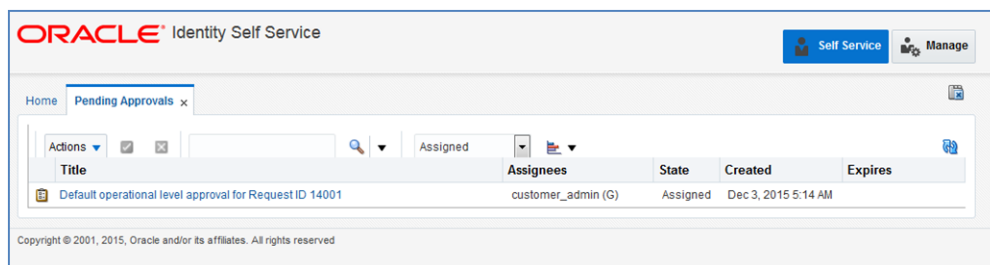 ORACLE® Identity Self Service
Self Service Manage
Home Pending Approvals x
Actions Assigned
Title Assignees State Created Expires
Default operational level approval for Request ID 14001 customer_admin (G) Assigned Dec 3, 2015 5:14 AM
Copyright © 2001, 2015, Oracle and/or its affiliates. All rights reserved